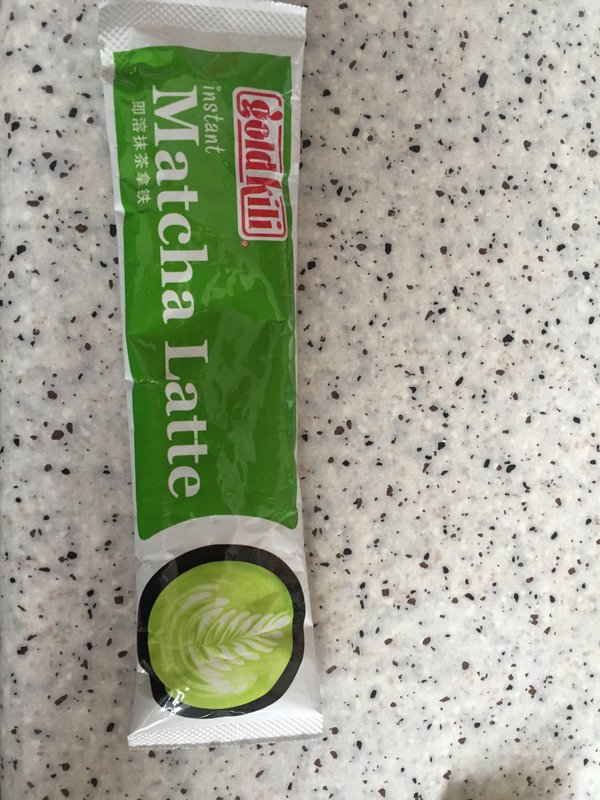 gold kili®
instant
Matcha Latte
即溶抹茶拿铁